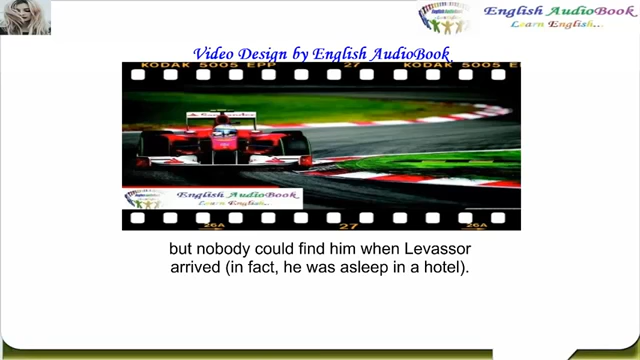 English AudioBook
Learn English...
Video Design by English AudioBook
KODAK 5005 EPP 27 KODAK 5005 E
Santander
English AudioBook
Learn English...
26A 27 26A
but nobody could find him when Levassor
arrived (in fact, he was asleep in a hotel).